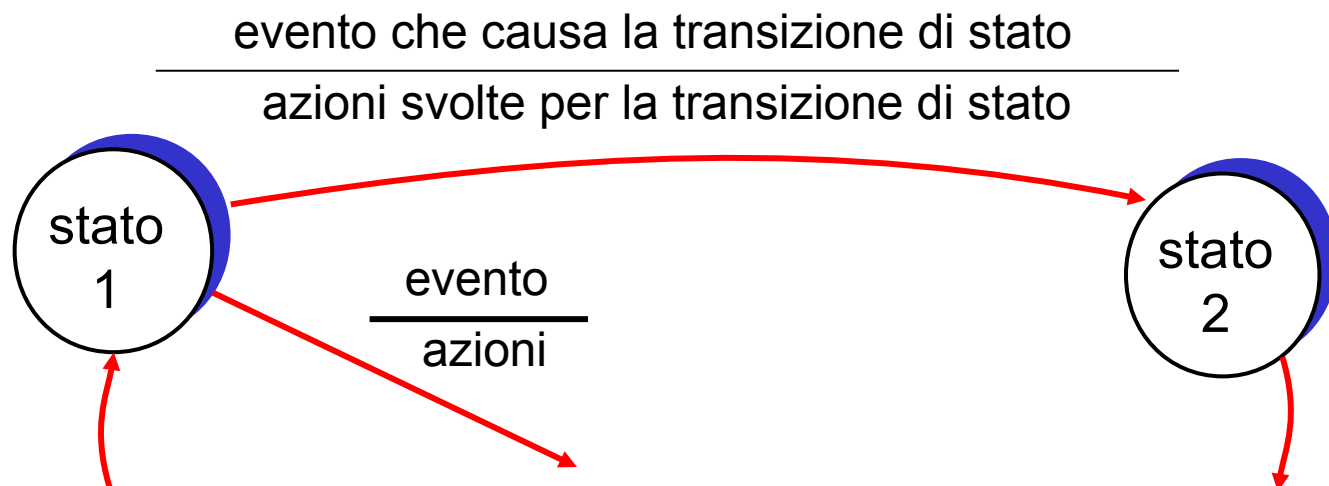 evento che causa la transizione di stato
azioni svolte per la transizione di stato
stato
1
evento
azioni
stato
2